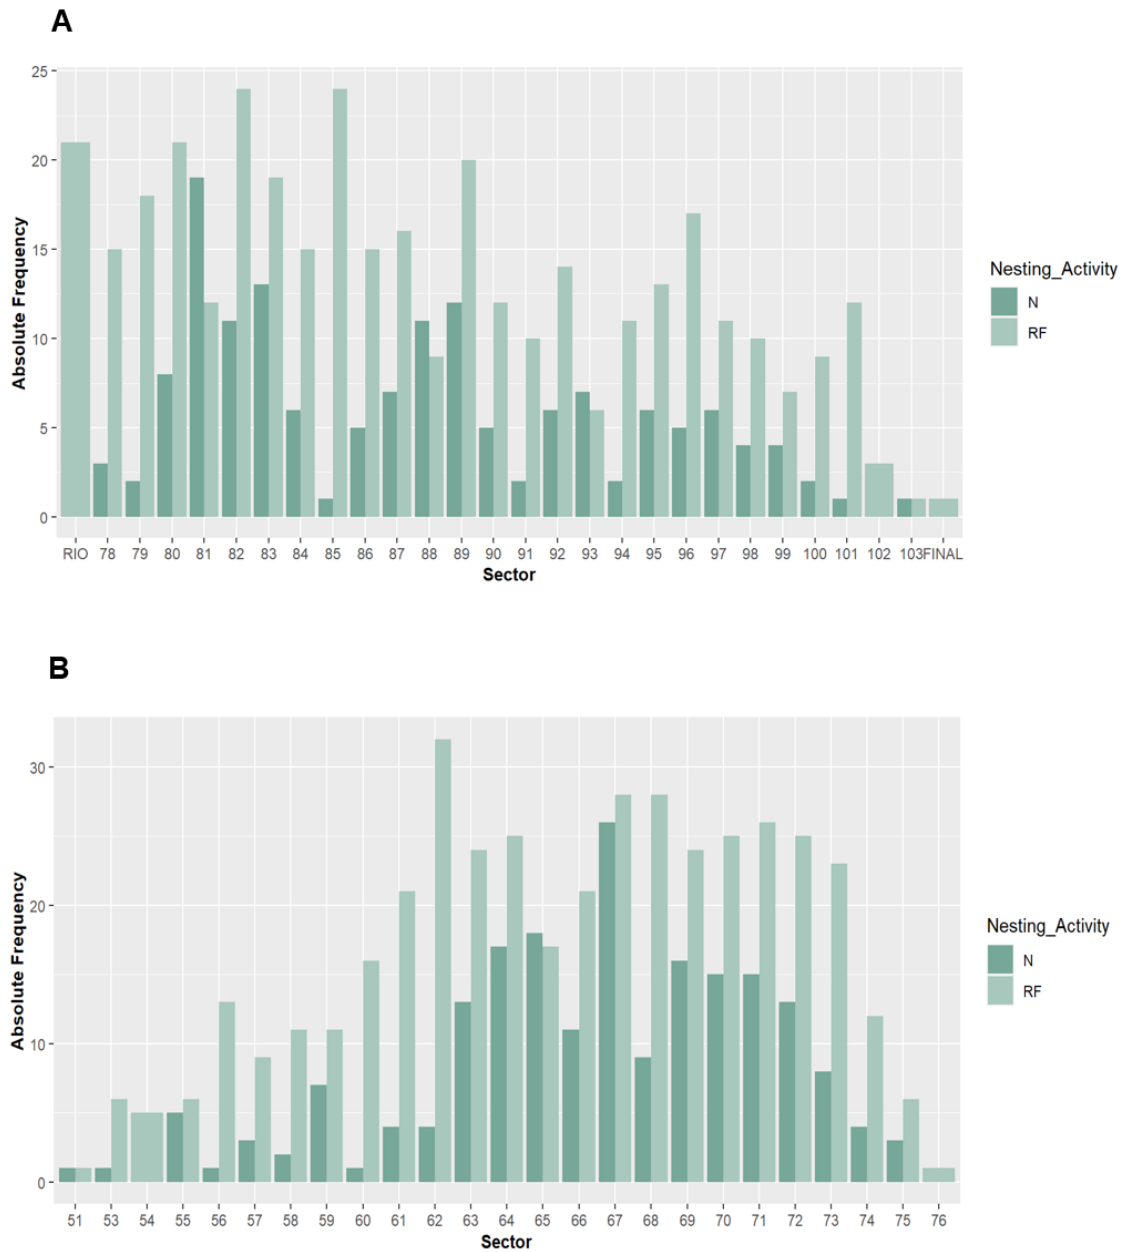 A
25
20
15
10
5
0
Absolute Frequency
RIO 78 79 80 81 82 83 84 85 86 87 88 89 90 91 92 93 94 95 96 97 98 99 100 101 102 103FINAL
Sector
Nesting_Activity
N
RF
B
30
20
10
0
Absolute Frequency
51 53 54 55 56 57 58 59 60 61 62 63 64 65 66 67 68 69 70 71 72 73 74 75 76
Sector
Nesting_Activity
N
RF